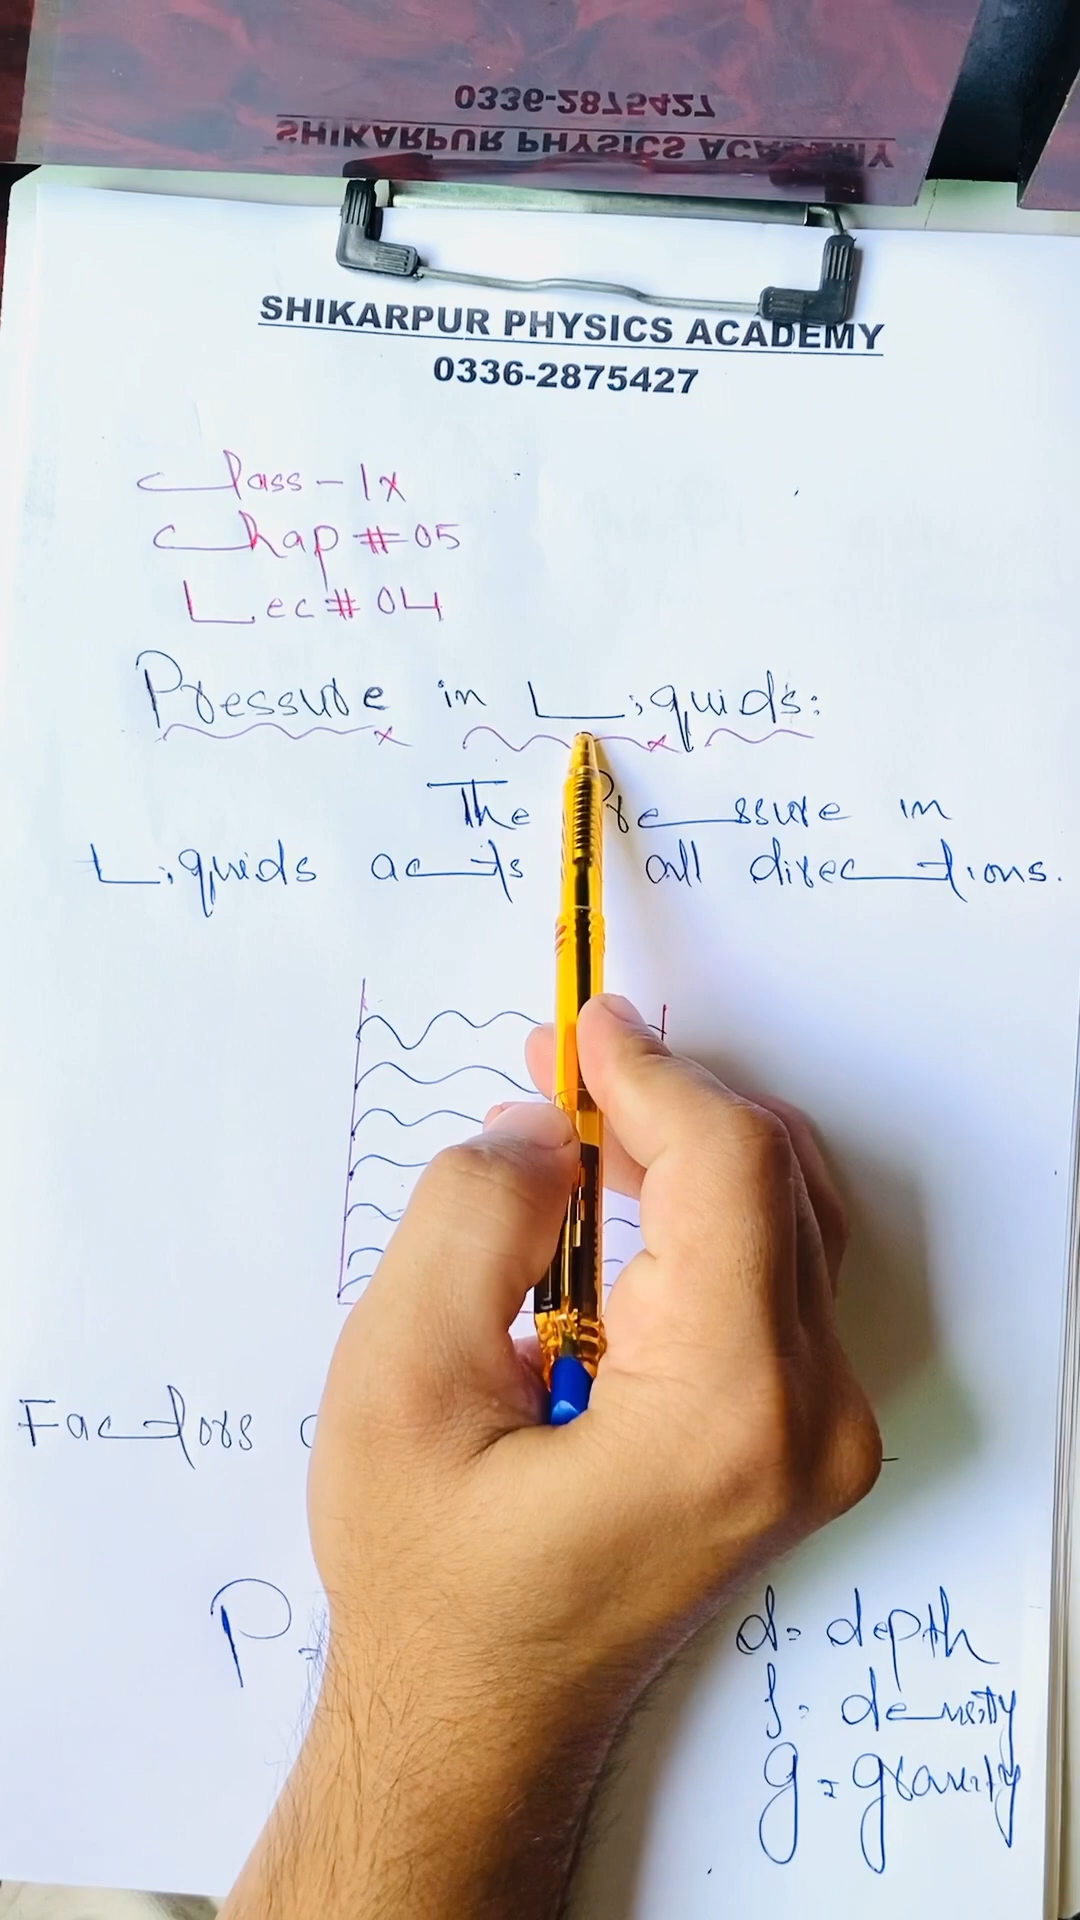 0336-2875427
SHIKARPUR PHYSICS ACADEMY
SHIKARPUR PHYSICS ACADEMY
0336-2875427
Class - IX
Chap # 05
Lec # 04
Pressure in Liquids:
The Pressure in
Liquids acts all directions.
Factors
P =
d = depth
ρ = density
g = gravity